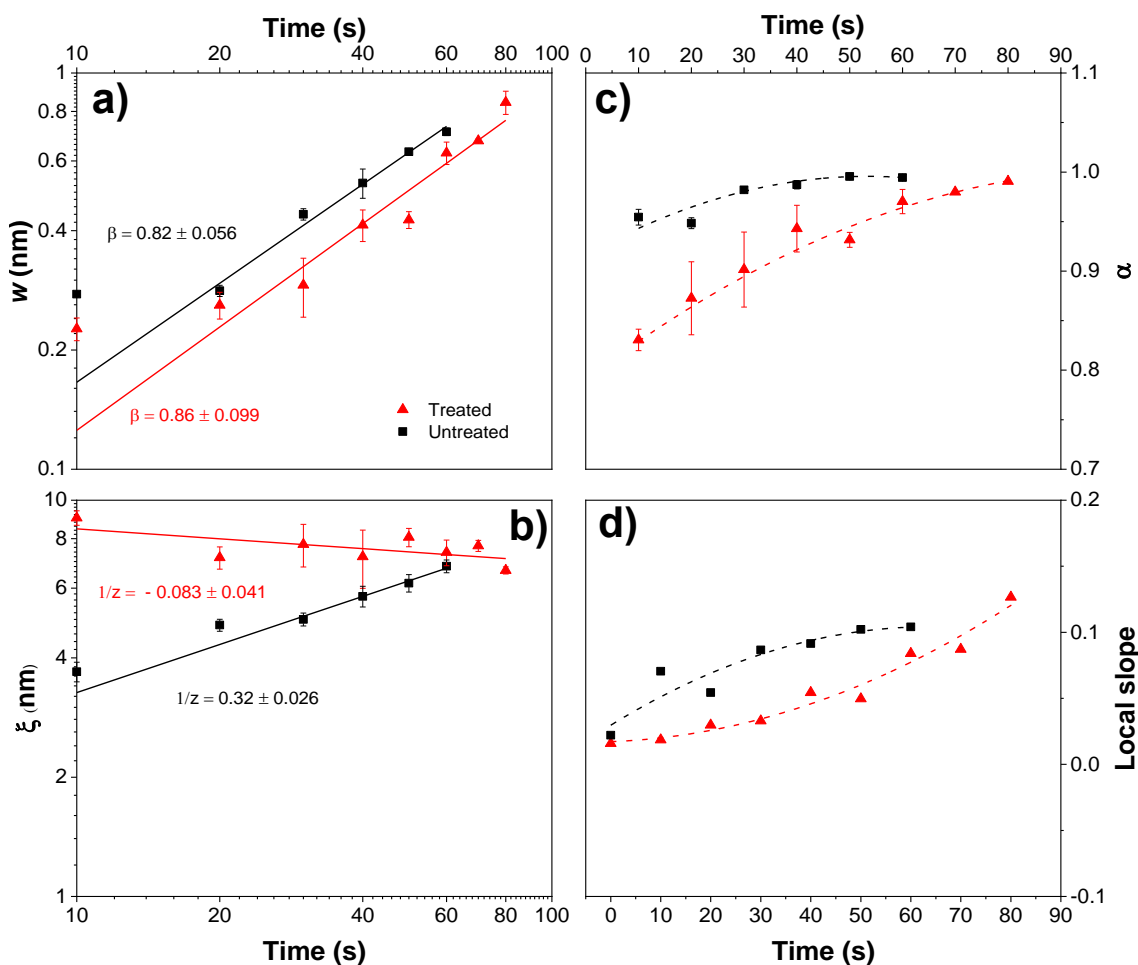 Time (s)
Time (s)
10 20 40 60 80 100
10 20 30 40 50 60 70 80 90
a)
c)
1
0.8
0.6
0.4
0.2
0.1
w (nm)
β = 0.82 ± 0.056
β = 0.86 ± 0.099
Treated
Untreated
1.1
1.0
0.9
0.8
0.7
α
b)
d)
10
8
6
4
2
1
ξ (nm)
1/z = - 0.083 ± 0.041
1/z = 0.32 ± 0.026
0.2
0.1
0.0
-0.1
Local slope
10 20 40 60 80 100
0 10 20 30 40 50 60 70 80 90
Time (s)
Time (s)